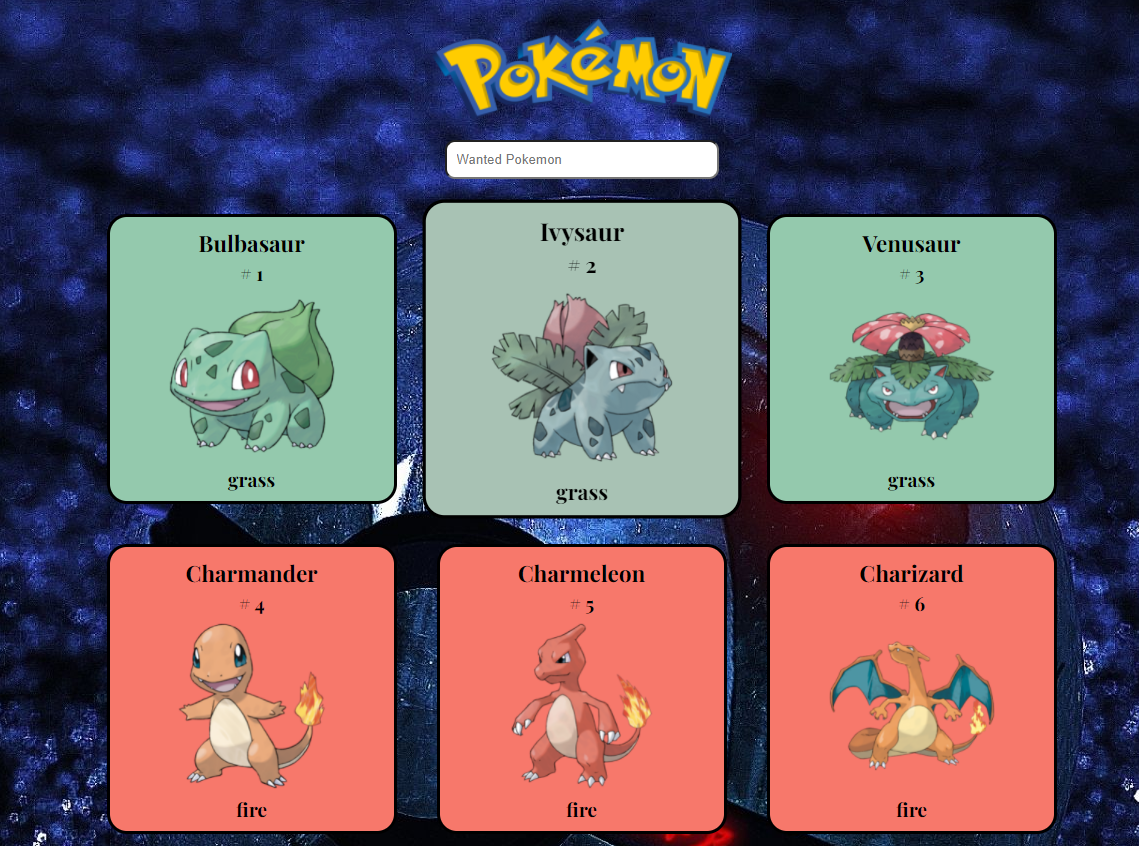 POKéMON
Wanted Pokemon
Bulbasaur
# 1
grass
Ivysaur
# 2
grass
Venusaur
# 3
grass
Charmander
# 4
fire
Charmeleon
# 5
fire
Charizard
# 6
fire